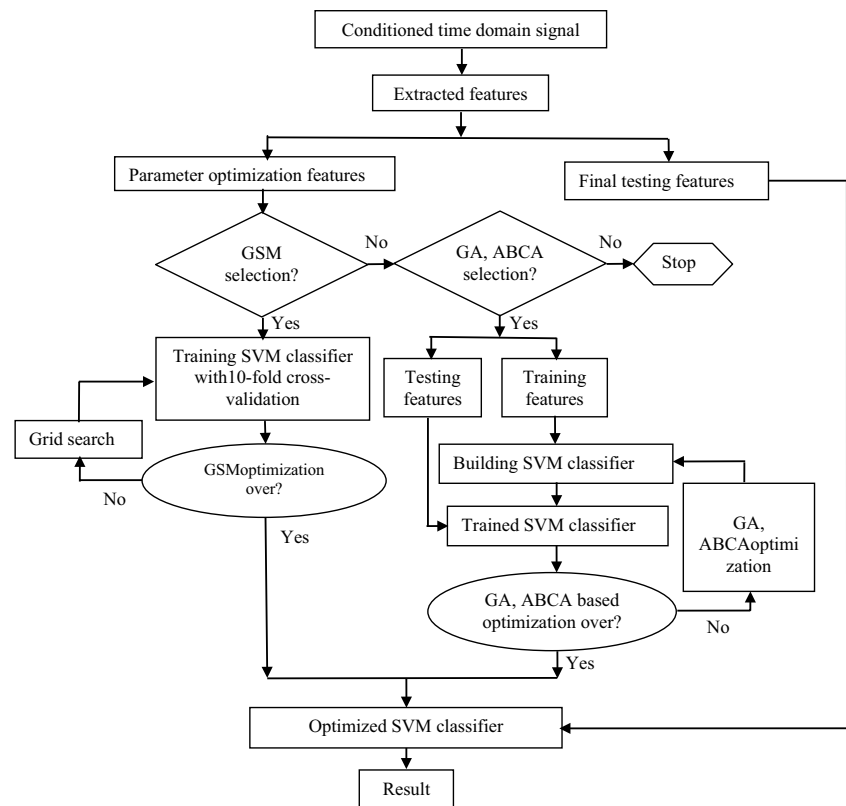 Conditioned time domain signal
Extracted features
Parameter optimization features
Final testing features
GSM
selection?
No
GA, ABCA
selection?
No
Stop
Yes
Yes
Training SVM classifier
with10-fold cross-
validation
Testing
features
Training
features
Grid search
Building SVM classifier
GSMoptimization
over?
No
Trained SVM classifier
GA,
ABCAoptimi
zation
Yes
GA, ABCA based
optimization over?
No
Yes
Optimized SVM classifier
Result